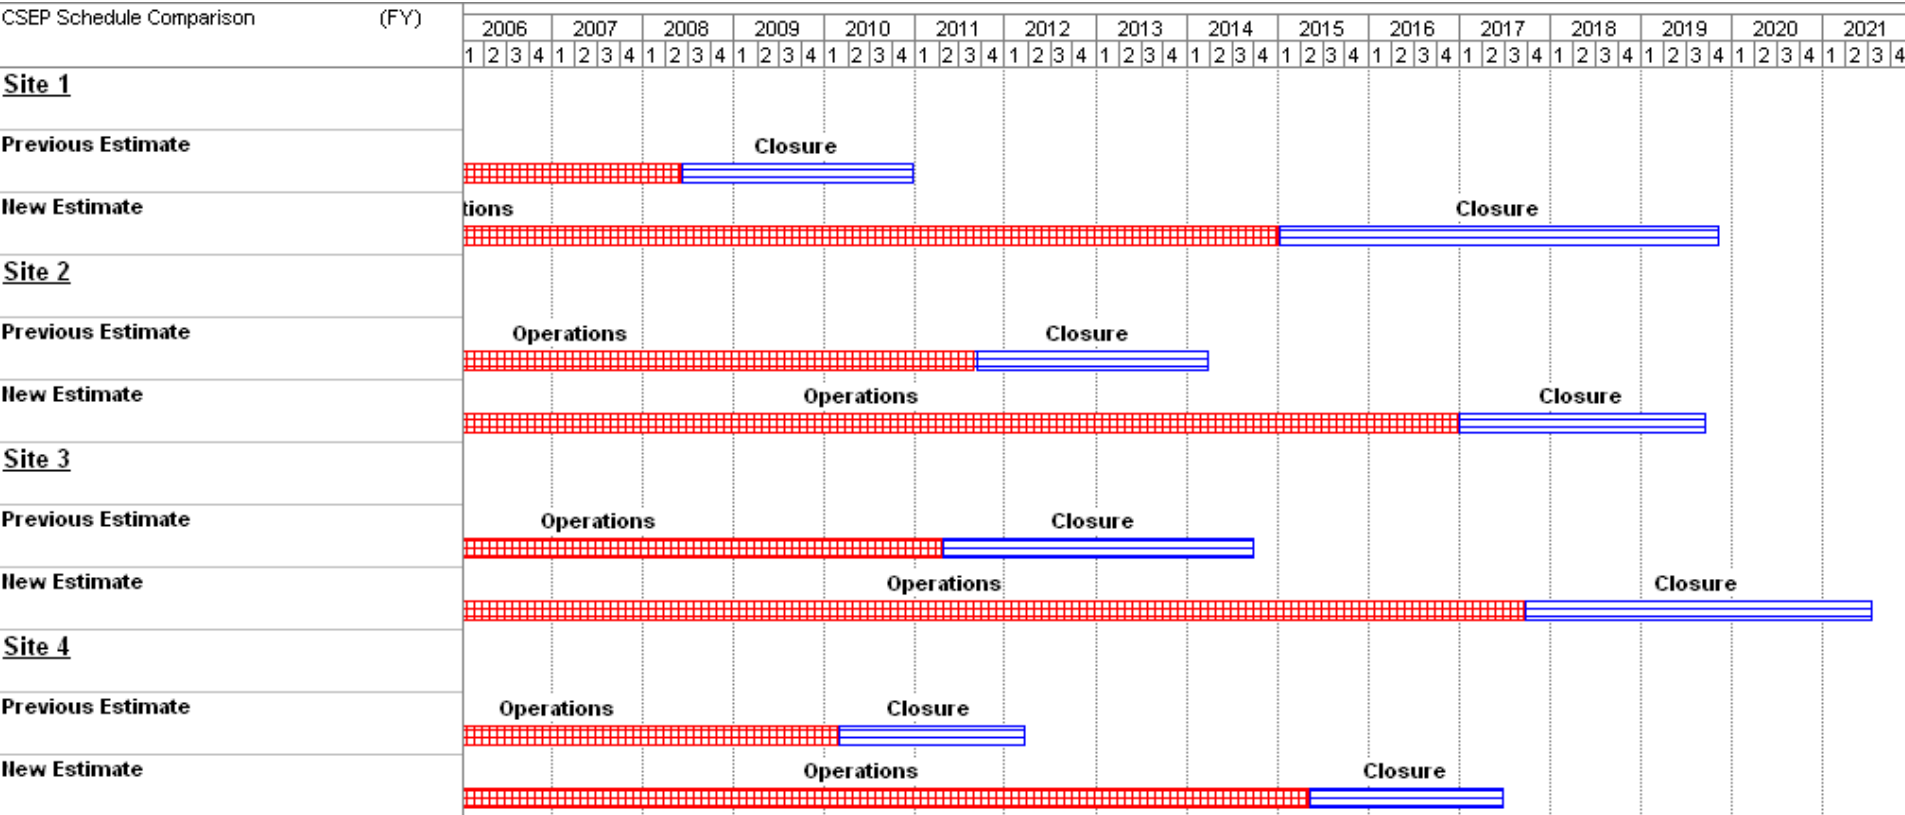 CSEP Schedule Comparison (FY)
2006 2007 2008 2009 2010 2011 2012 2013 2014 2015 2016 2017 2018 2019 2020 2021
1 2 3 4 1 2 3 4 1 2 3 4 1 2 3 4 1 2 3 4 1 2 3 4 1 2 3 4 1 2 3 4 1 2 3 4 1 2 3 4 1 2 3 4 1 2 3 4 1 2 3 4 1 2 3 4 1 2 3 4 1 2 3 4
Site 1
Previous Estimate Closure
New Estimate tions Closure
Site 2
Previous Estimate Operations Closure
New Estimate Operations Closure
Site 3
Previous Estimate Operations Closure
New Estimate Operations Closure
Site 4
Previous Estimate Operations Closure
New Estimate Operations Closure